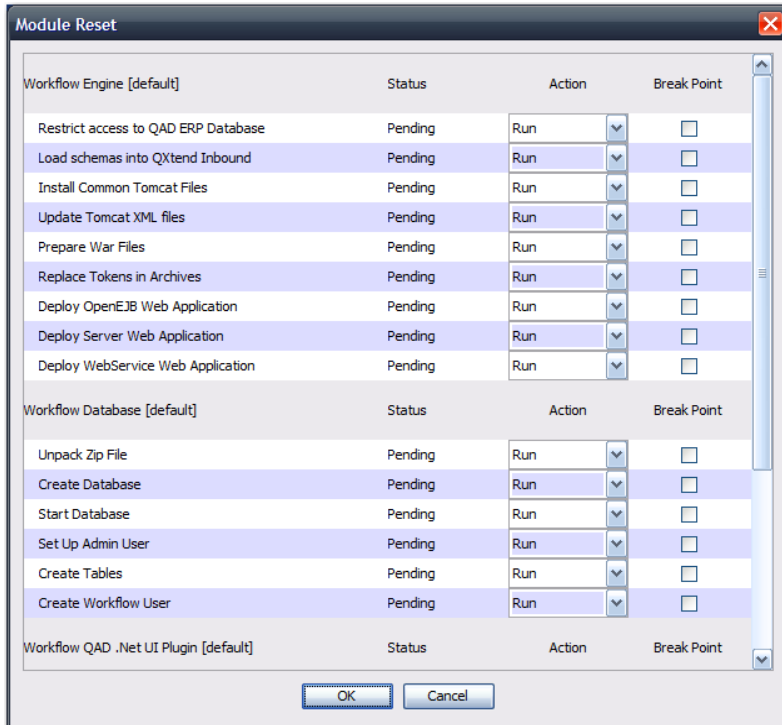 Module Reset
Workflow Engine [default] Status Action Break Point
Restrict access to QAD ERP Database Pending Run
Load schemas into QXtend Inbound Pending Run
Install Common Tomcat Files Pending Run
Update Tomcat XML files Pending Run
Prepare War Files Pending Run
Replace Tokens in Archives Pending Run
Deploy OpenEJB Web Application Pending Run
Deploy Server Web Application Pending Run
Deploy WebService Web Application Pending Run
Workflow Database [default] Status Action Break Point
Unpack Zip File Pending Run
Create Database Pending Run
Start Database Pending Run
Set Up Admin User Pending Run
Create Tables Pending Run
Create Workflow User Pending Run
Workflow QAD .Net UI Plugin [default] Status Action Break Point
OK Cancel